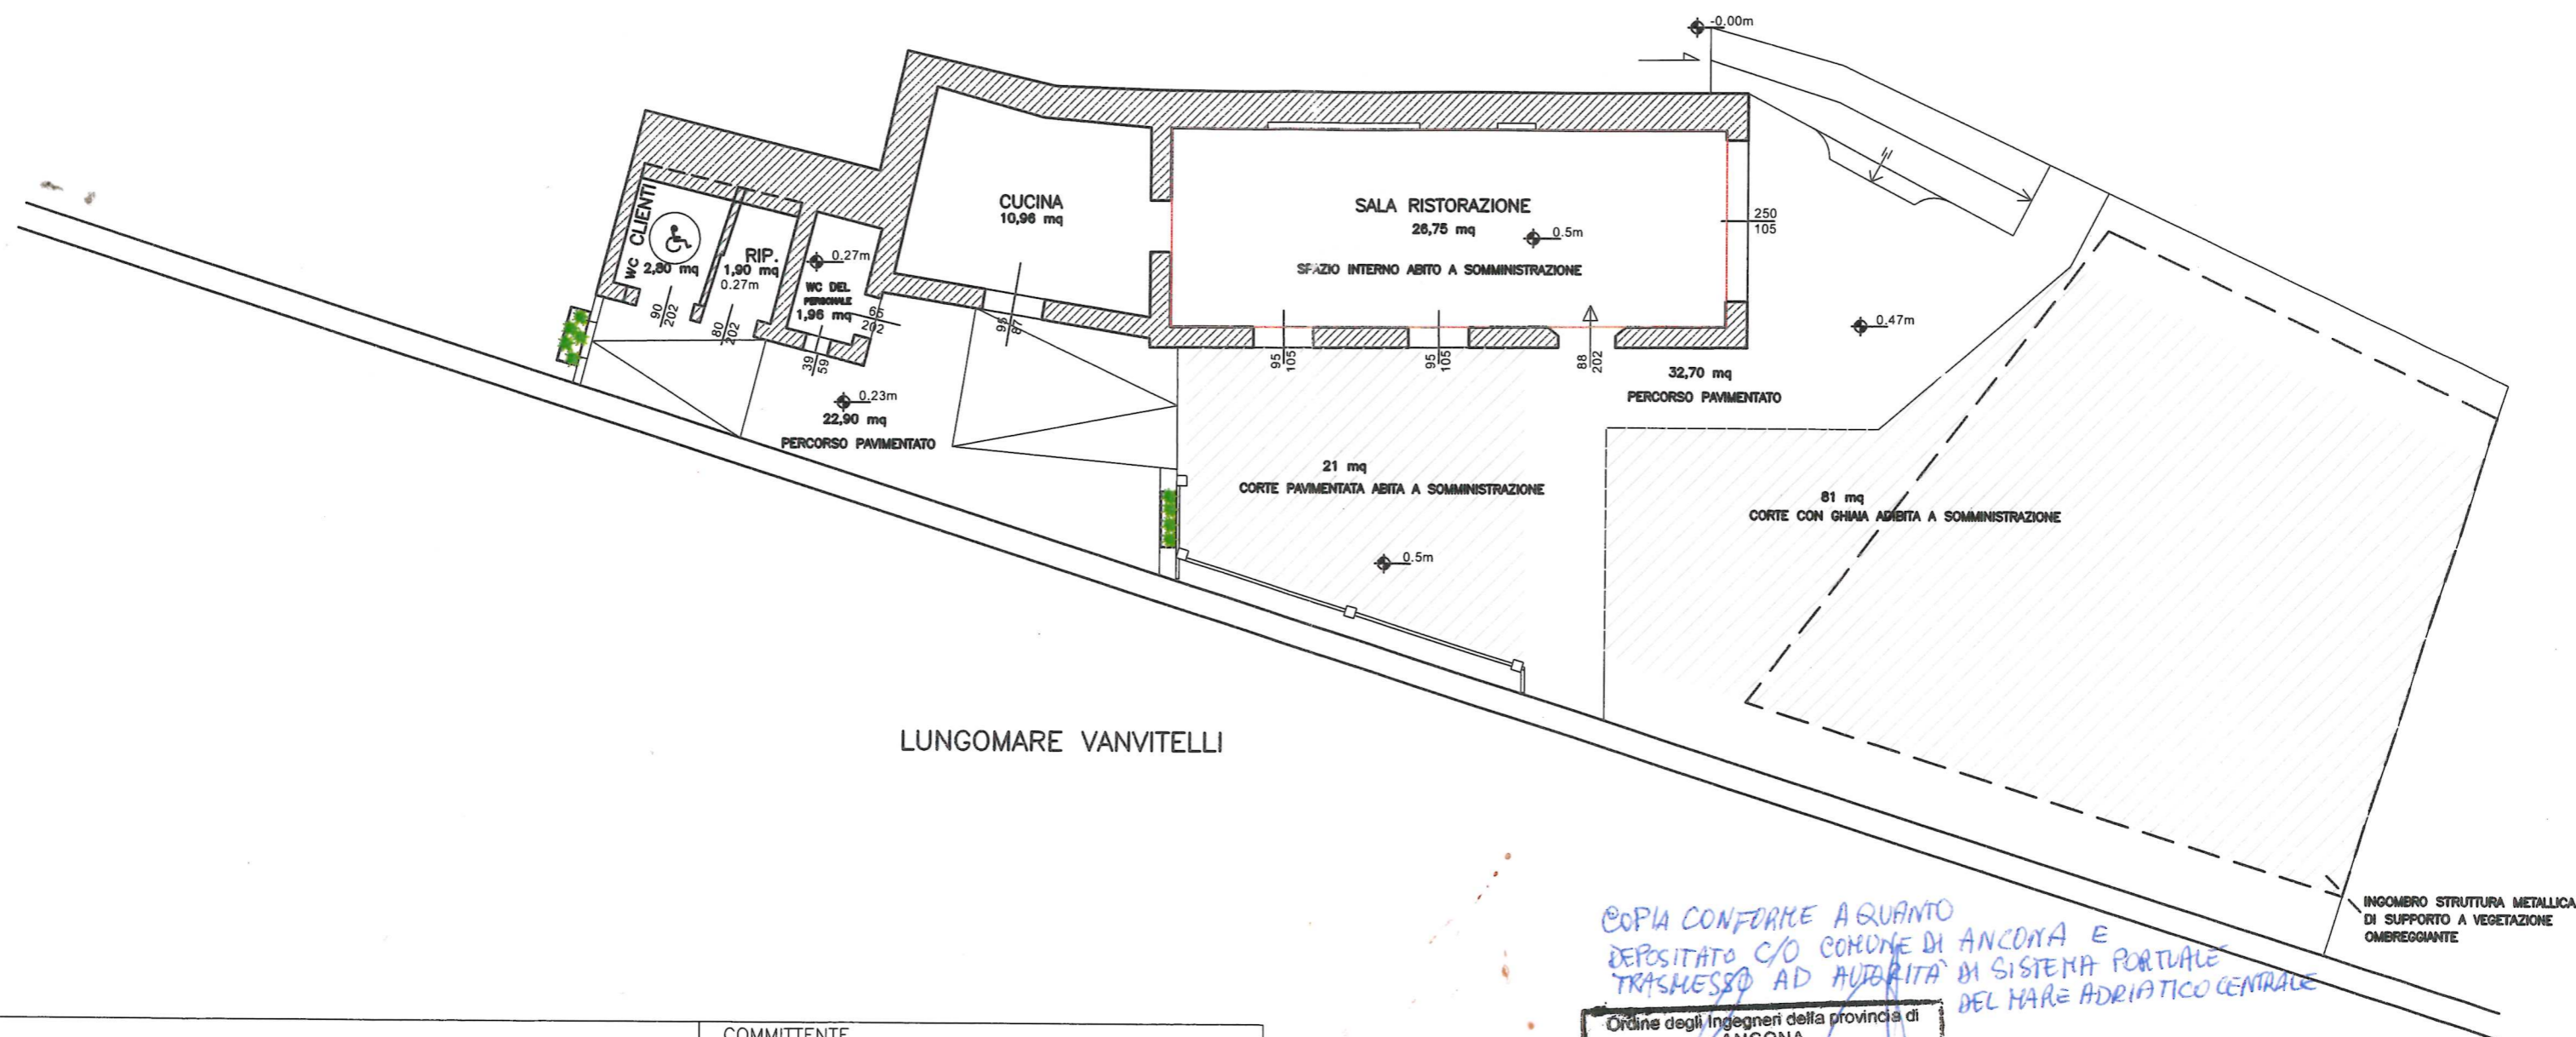 -0.00m
CUCINA
10,96 mq
SALA RISTORAZIONE
26,75 mq
0.5m
SPAZIO INTERNO ABITO A SOMMINISTRAZIONE
250
105
WC CLIENTI
2,80 mq
RIP.
1,90 mq
0.27m
0.27m
WC DEL
PERSONALE
1,96 mq
90
202
80
202
65
202
39
59
95
87
95
105
95
105
88
202
0.47m
32,70 mq
PERCORSO PAVIMENTATO
0.23m
22,90 mq
PERCORSO PAVIMENTATO
21 mq
CORTE PAVIMENTATA ABITA A SOMMINISTRAZIONE
0.5m
81 mq
CORTE CON GHIAIA ADIBITA A SOMMINISTRAZIONE
LUNGOMARE VANVITELLI
INGOMBRO STRUTTURA METALLICA
DI SUPPORTO A VEGETAZIONE
OMBREGGIANTE
COPIA CONFORME A QUANTO
DEPOSITATO C/O COMUNE DI ANCONA E
TRASMESSO AD AUTORITÀ DI SISTEMA PORTUALE
DEL MARE ADRIATICO CENTRALE
Ordine degli Ingegneri della provincia di
ANCONA
COMMITTENTE